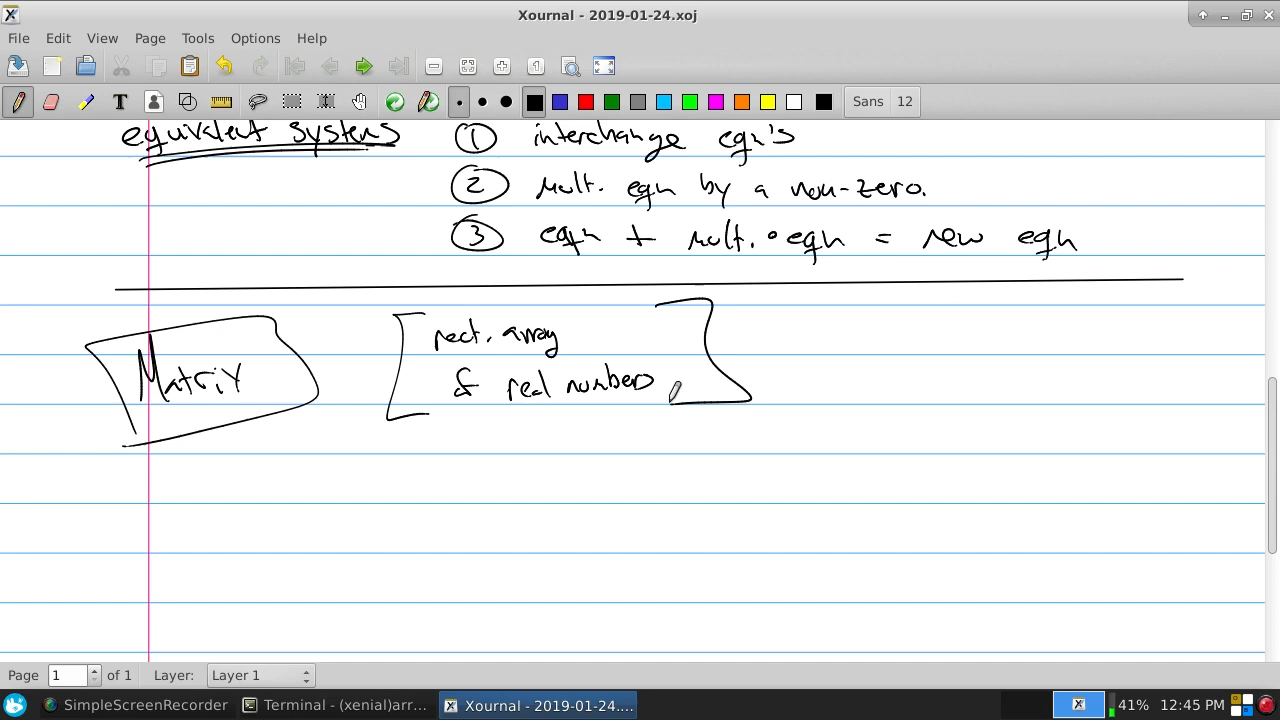 Xournal - 2019-01-24.xoj
File Edit View Page Tools Options Help
Sans 12
equivalent systems ① interchange eqn's
② mult. eqn by a non-zero.
③ eqn + mult. • eqn = new eqn
Matrix [rect. array
of real numbers]
Page 1 of 1 Layer: Layer 1
SimpleScreenRecorder Terminal - (xenial)arr... Xournal - 2019-01-24.... 41% 12:45 PM